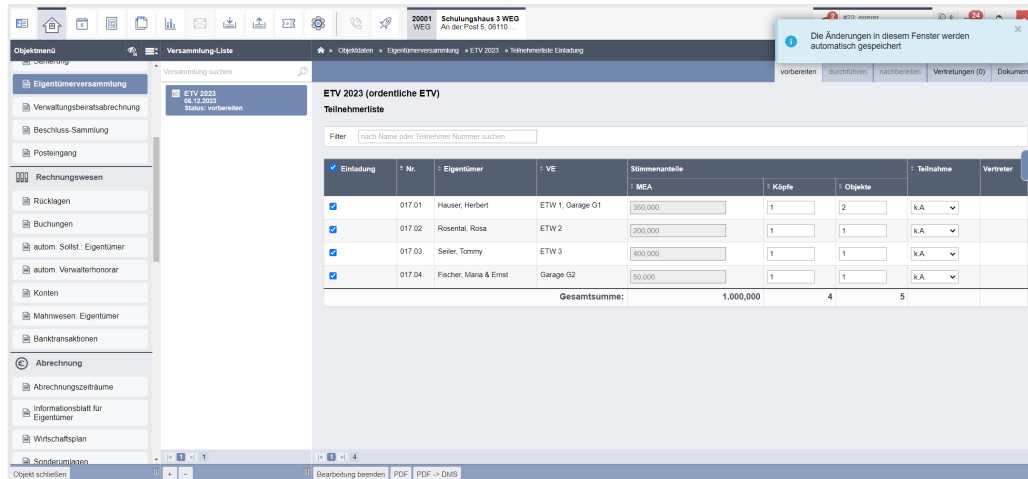 20001
WEG
Schulungshaus 3 WEG
An der Post 5, 06110 ...
2
24
Die Änderungen in diesem Fenster werden
automatisch gespeichert
Objektmenü
Versammlung-Liste
» Objektdaten » Eigentümerversammlung » ETV 2023 » Teilnehmerliste Einladung
Eigentümerversammlung
Verwaltungsbeiratsabrechnung
Beschluss-Sammlung
Posteingang
Rechnungswesen
Rücklagen
Buchungen
autom. Sollst.: Eigentümer
autom. Verwalterhonorar
Konten
Mahnwesen: Eigentümer
Banktransaktionen
Abrechnung
Abrechnungszeiträume
Informationsblatt für
Eigentümer
Wirtschaftsplan
Sonderumlagen
Objekt schließen
Versammlung suchen
ETV 2023
06.12.2023
Status: vorbereiten
1 1
+ −
vorbereiten durchführen nachbereiten Vertretungen (0) Dokumen
ETV 2023 (ordentliche ETV)
Teilnehmerliste
Filter nach Name oder Teilnehmer Nummer suchen
Einladung Nr. Eigentümer VE Stimmenanteile Teilnahme Vertreter
MEA Köpfe Objekte
017.01 Hauser, Herbert ETW 1, Garage G1 350,000 1 2 k.A.
017.02 Rosental, Rosa ETW 2 200,000 1 1 k.A.
017.03 Seiler, Tommy ETW 3 400,000 1 1 k.A.
017.04 Fischer, Maria & Ernst Garage G2 50,000 1 1 k.A.
Gesamtsumme: 1.000,000 4 5
1 4
Bearbeitung beenden PDF PDF -> DMS